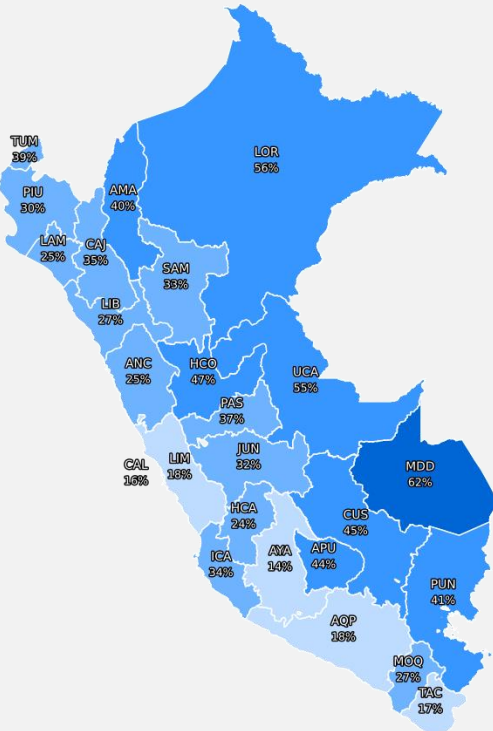 TUM
39%
LOR
56%
PIU
30%
AMA
40%
LAM
25%
CAJ
35%
SAM
33%
LIB
27%
ANC
25%
HCO
47%
UCA
55%
PAS
37%
JUN
32%
LIM
18%
CAL
16%
MDD
62%
HCA
24%
CUS
45%
AYA
14%
APU
44%
ICA
34%
PUN
41%
AQP
18%
MOQ
27%
TAC
17%